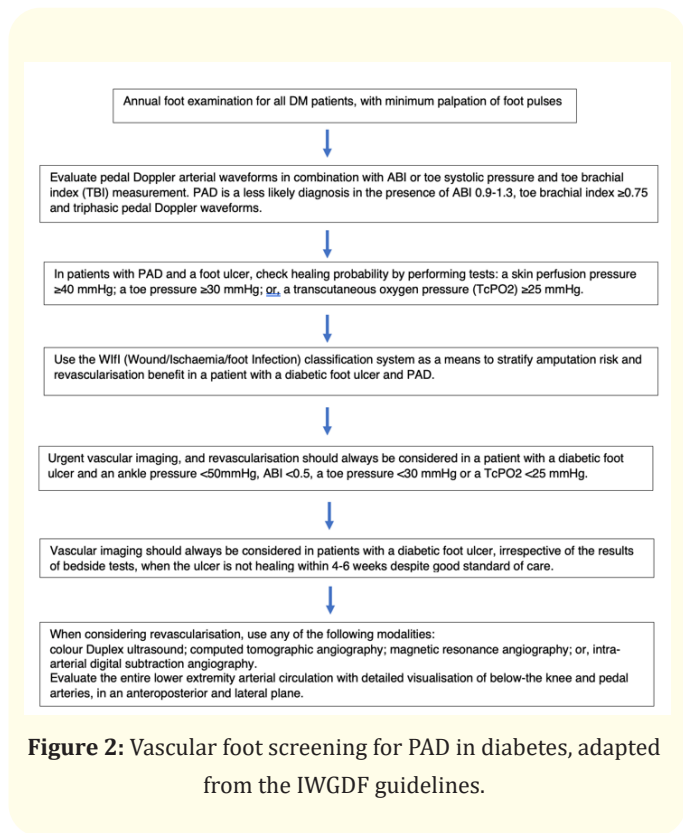 Annual foot examination for all DM patients, with minimum palpation of foot pulses
Evaluate pedal Doppler arterial waveforms in combination with ABI or toe systolic pressure and toe brachial
index (TBI) measurement. PAD is a less likely diagnosis in the presence of ABI 0.9-1.3, toe brachial index ≥0.75
and triphasic pedal Doppler waveforms.
In patients with PAD and a foot ulcer, check healing probability by performing tests: a skin perfusion pressure
≥40 mmHg; a toe pressure ≥30 mmHg; or, a transcutaneous oxygen pressure (TcPO2) ≥25 mmHg.
Use the WIfI (Wound/Ischaemia/foot Infection) classification system as a means to stratify amputation risk and
revascularisation benefit in a patient with a diabetic foot ulcer and PAD.
Urgent vascular imaging, and revascularisation should always be considered in a patient with a diabetic foot
ulcer and an ankle pressure <50mmHg, ABI <0.5, a toe pressure <30 mmHg or a TcPO2 <25 mmHg.
Vascular imaging should always be considered in patients with a diabetic foot ulcer, irrespective of the results
of bedside tests, when the ulcer is not healing within 4-6 weeks despite good standard of care.
When considering revascularisation, use any of the following modalities:
colour Duplex ultrasound; computed tomographic angiography; magnetic resonance angiography; or, intra-
arterial digital subtraction angiography.
Evaluate the entire lower extremity arterial circulation with detailed visualisation of below-the knee and pedal
arteries, in an anteroposterior and lateral plane.
Figure 2: Vascular foot screening for PAD in diabetes, adapted
from the IWGDF guidelines.